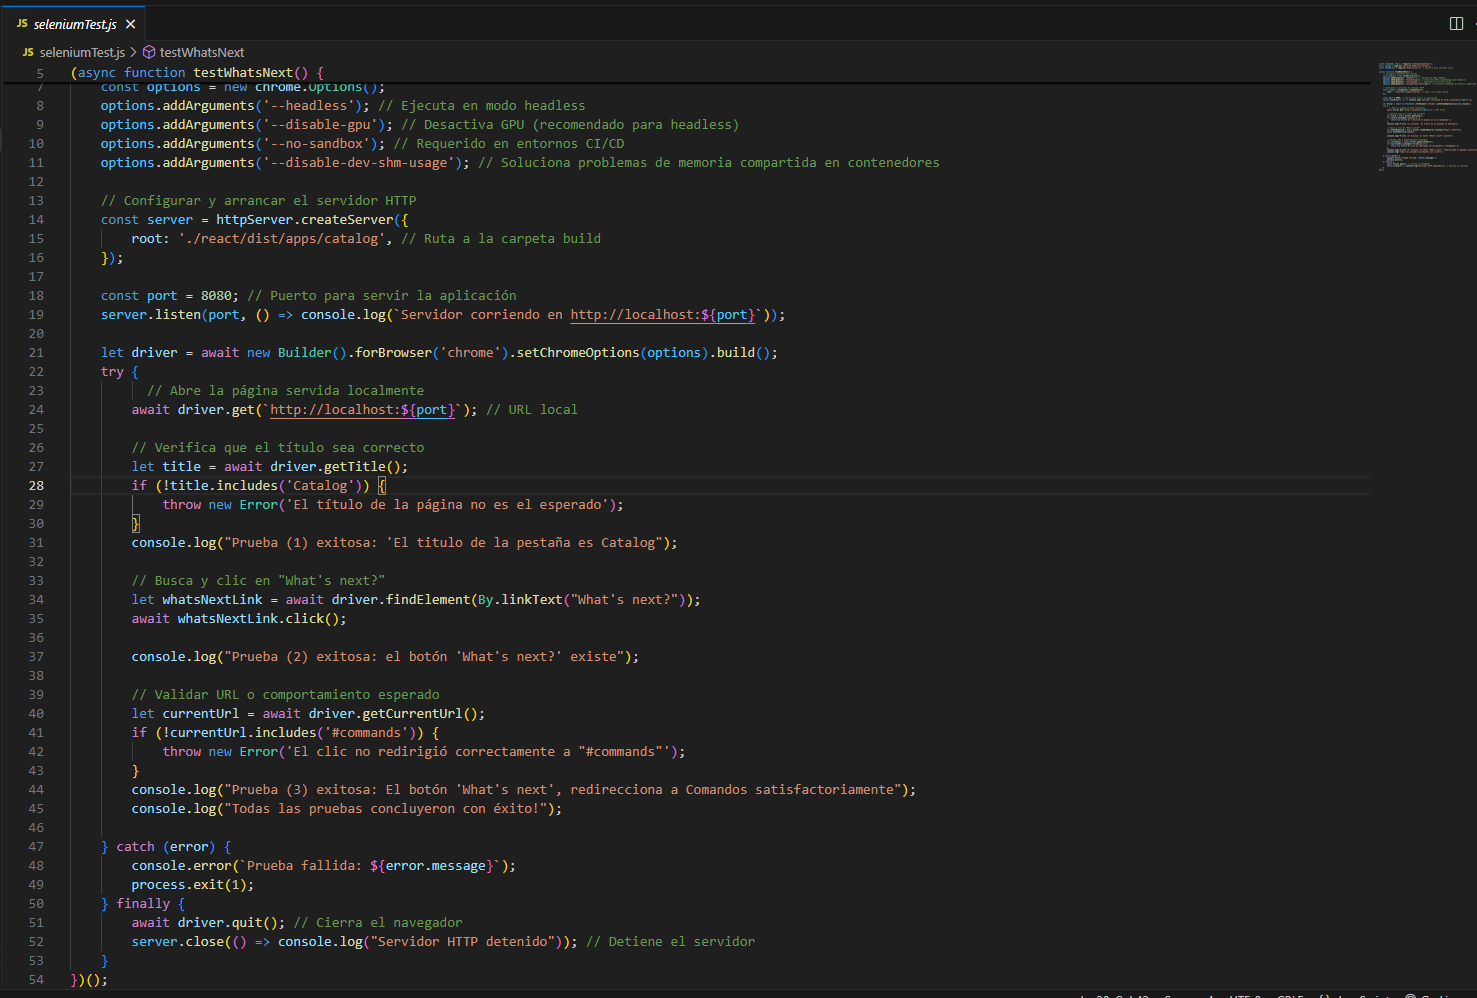 JS seleniumTest.js ×
JS seleniumTest.js > testWhatsNext
5 (async function testWhatsNext() {
7 const options = new chrome.Options();
8 options.addArguments('--headless'); // Ejecuta en modo headless
9 options.addArguments('--disable-gpu'); // Desactiva GPU (recomendado para headless)
10 options.addArguments('--no-sandbox'); // Requerido en entornos CI/CD
11 options.addArguments('--disable-dev-shm-usage'); // Soluciona problemas de memoria compartida en contenedores
12
13 // Configurar y arrancar el servidor HTTP
14 const server = httpServer.createServer({
15 root: './react/dist/apps/catalog', // Ruta a la carpeta build
16 });
17
18 const port = 8080; // Puerto para servir la aplicación
19 server.listen(port, () => console.log(`Servidor corriendo en http://localhost:${port}`));
20
21 let driver = await new Builder().forBrowser('chrome').setChromeOptions(options).build();
22 try {
23 // Abre la página servida localmente
24 await driver.get(`http://localhost:${port}`); // URL local
25
26 // Verifica que el título sea correcto
27 let title = await driver.getTitle();
28 if (!title.includes('Catalog')) {
29 throw new Error('El título de la página no es el esperado');
30 }
31 console.log("Prueba (1) exitosa: 'El titulo de la pestaña es Catalog");
32
33 // Busca y clic en "What's next?"
34 let whatsNextLink = await driver.findElement(By.linkText("What's next?"));
35 await whatsNextLink.click();
36
37 console.log("Prueba (2) exitosa: el botón 'What's next?' existe");
38
39 // Validar URL o comportamiento esperado
40 let currentUrl = await driver.getCurrentUrl();
41 if (!currentUrl.includes('#commands')) {
42 throw new Error('El clic no redirigió correctamente a "#commands"');
43 }
44 console.log("Prueba (3) exitosa: El botón 'What's next', redirecciona a Comandos satisfactoriamente");
45 console.log("Todas las pruebas concluyeron con éxito!");
46
47 } catch (error) {
48 console.error(`Prueba fallida: ${error.message}`);
49 process.exit(1);
50 } finally {
51 await driver.quit(); // Cierra el navegador
52 server.close(() => console.log("Servidor HTTP detenido")); // Detiene el servidor
53 }
54 })();